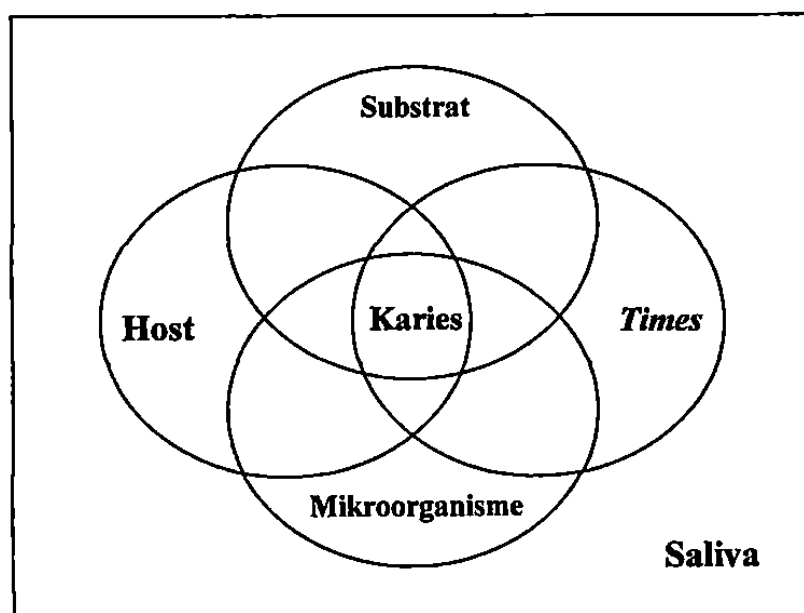 Substrat
Host
Karies
Times
Mikroorganisme
Saliva